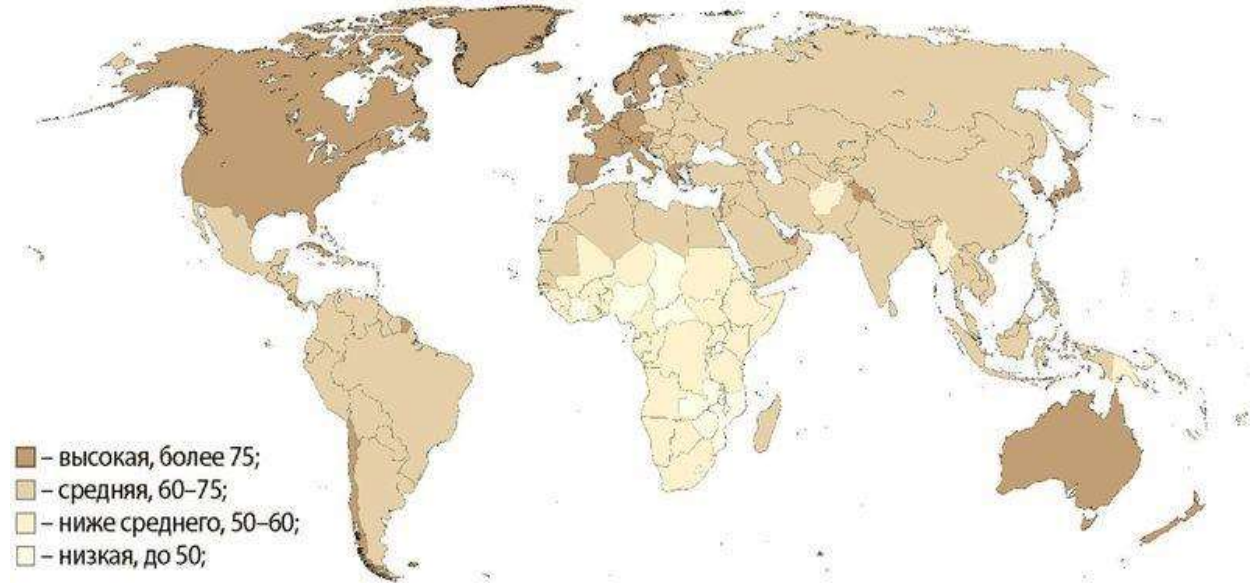 – высокая, более 75;
– средняя, 60–75;
– ниже среднего, 50–60;
– низкая, до 50;